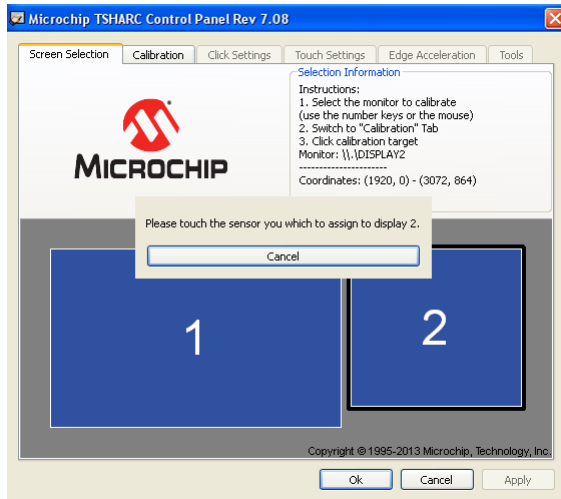 Microchip TSHARC Control Panel Rev 7.08
Screen Selection Calibration Click Settings Touch Settings Edge Acceleration Tools
MICROCHIP
Selection Information
Instructions:
1. Select the monitor to calibrate
(use the number keys or the mouse)
2. Switch to "Calibration" Tab
3. Click calibration target
Monitor: \\.\DISPLAY2
-----------------------
Coordinates: (1920, 0) - (3072, 864)
Please touch the sensor you which to assign to display 2.
Cancel
1
2
Copyright © 1995-2013 Microchip, Technology, Inc.
Ok Cancel Apply